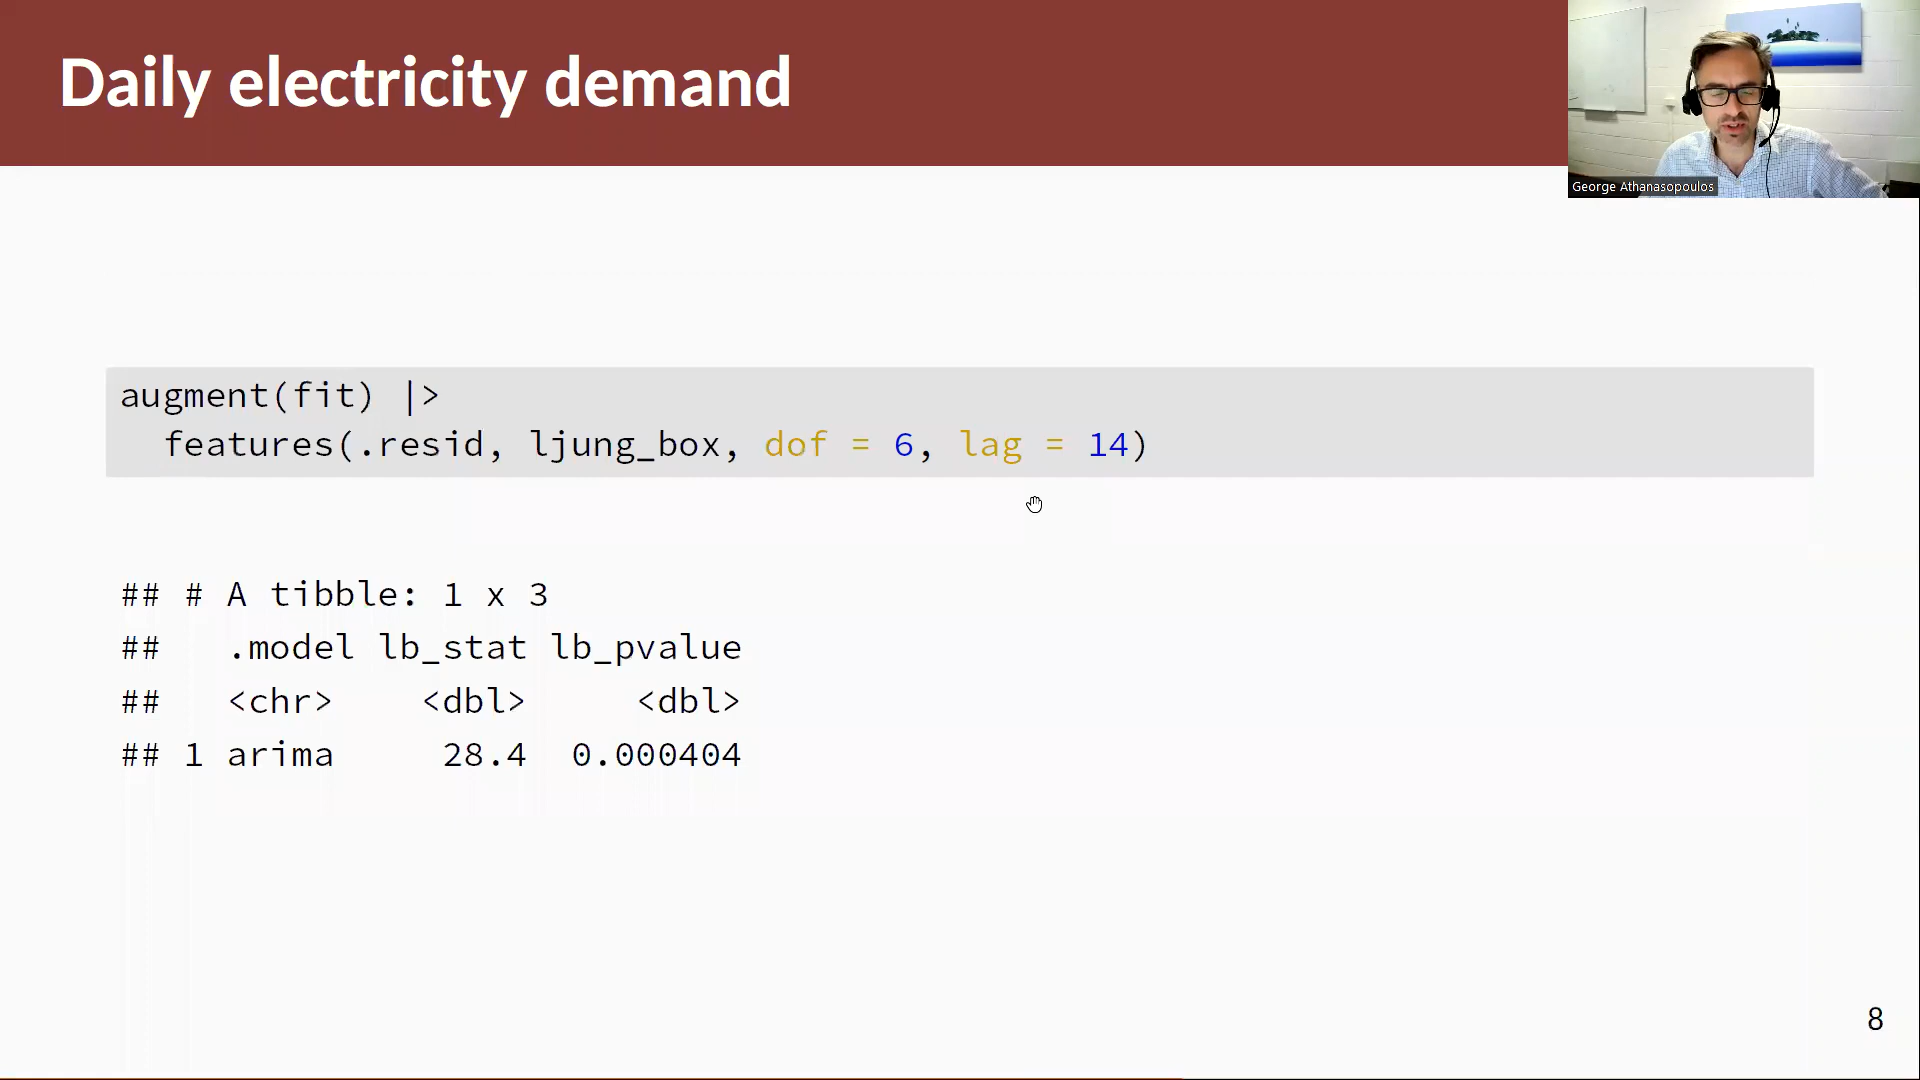 Daily electricity demand
George Athanasopoulos
augment(fit) |>
features(.resid, ljung_box, dof = 6, lag = 14)
## # A tibble: 1 x 3
## .model lb_stat lb_pvalue
## <chr> <dbl> <dbl>
## 1 arima 28.4 0.000404
8